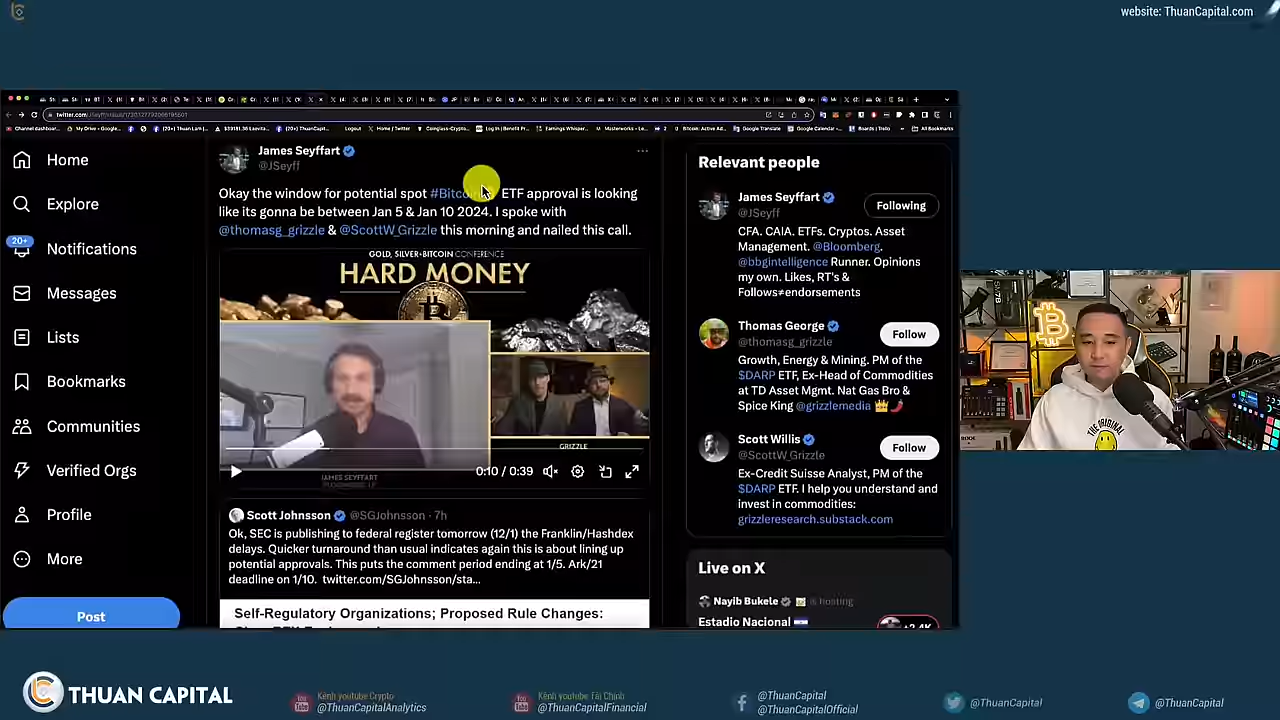 website: ThuanCapital.com
Home
Explore
20+
Notifications
Messages
Lists
Bookmarks
Communities
Verified Orgs
Profile
More
Post
James Seyffart
@JSeyff
Okay the window for potential spot #Bitcoin ETF approval is looking
like its gonna be between Jan 5 & Jan 10 2024. I spoke with
@thomasg_grizzle & @ScottW_Grizzle this morning and nailed this call.
GOLD, SILVER+BITCOIN CONFERENCE
HARD MONEY
GRIZZLE
0:10 / 0:39
JAMES SEYFFART
Scott Johnsson @SGJohnsson · 7h
Ok, SEC is publishing to federal register tomorrow (12/1) the Franklin/Hashdex
delays. Quicker turnaround than usual indicates again this is about lining up
potential approvals. This puts the comment period ending at 1/5. Ark/21
deadline on 1/10. twitter.com/SGJohnsson/sta...
Self-Regulatory Organizations; Proposed Rule Changes:
Relevant people
James Seyffart
@JSeyff
Following
CFA. CAIA. ETFs. Cryptos. Asset
Management. @Bloomberg.
@bbgintelligence Runner. Opinions
my own. Likes, RT's &
Follows≠endorsements
Thomas George
@thomasg_grizzle
Follow
Growth, Energy & Mining. PM of the
$DARP ETF, Ex-Head of Commodities
at TD Asset Mgmt. Nat Gas Bro &
Spice King @grizzlemedia
Scott Willis
@ScottW_Grizzle
Follow
Ex-Credit Suisse Analyst, PM of the
$DARP ETF. I help you understand and
invest in commodities:
grizzleresearch.substack.com
Live on X
Nayib Bukele is hosting
Estadio Nacional
+2.4K
THE ORIGINAL
THUAN CAPITAL
Kênh youtube Crypto
@ThuanCapitalAnalytics
Kênh youtube Tài Chính
@ThuanCapitalFinancial
@ThuanCapital
@ThuanCapitalOfficial
@ThuanCapital
@ThuanCapital